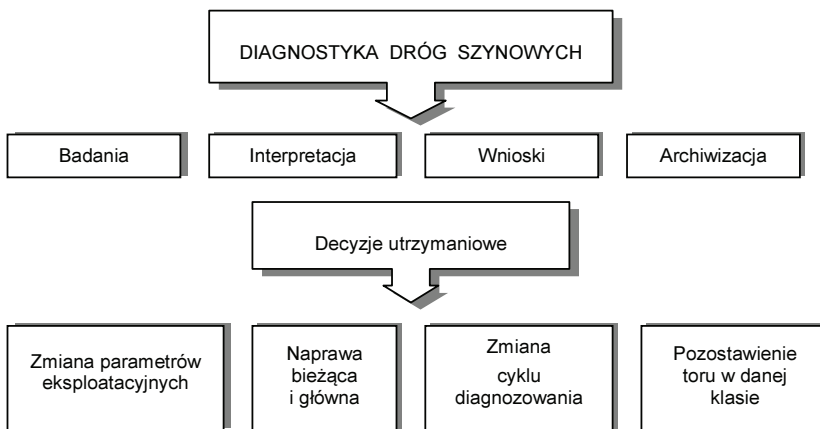 DIAGNOSTYKA DRÓG SZYNOWYCH
Badania
Interpretacja
Wnioski
Archiwizacja
Decyzje utrzymaniowe
Zmiana parametrów
eksploatacyjnych
Naprawa
bieżąca
i główna
Zmiana
cyklu
diagnozowania
Pozostawienie
toru w danej
klasie